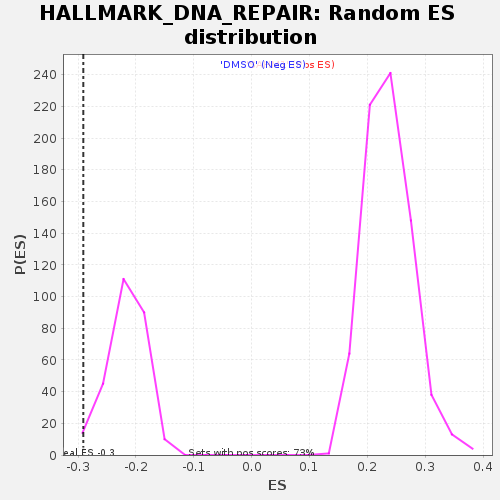 HALLMARK_DNA_REPAIR: Random ES
distribution
'DMSO' (Neg ES)os ES)
240
220
200
180
160
140
120
100
80
60
40
20
0
P(ES)
eal ES -0.3
Sets with pos scores: 73%
-0.3 -0.2 -0.1 0.0 0.1 0.2 0.3 0.4
ES